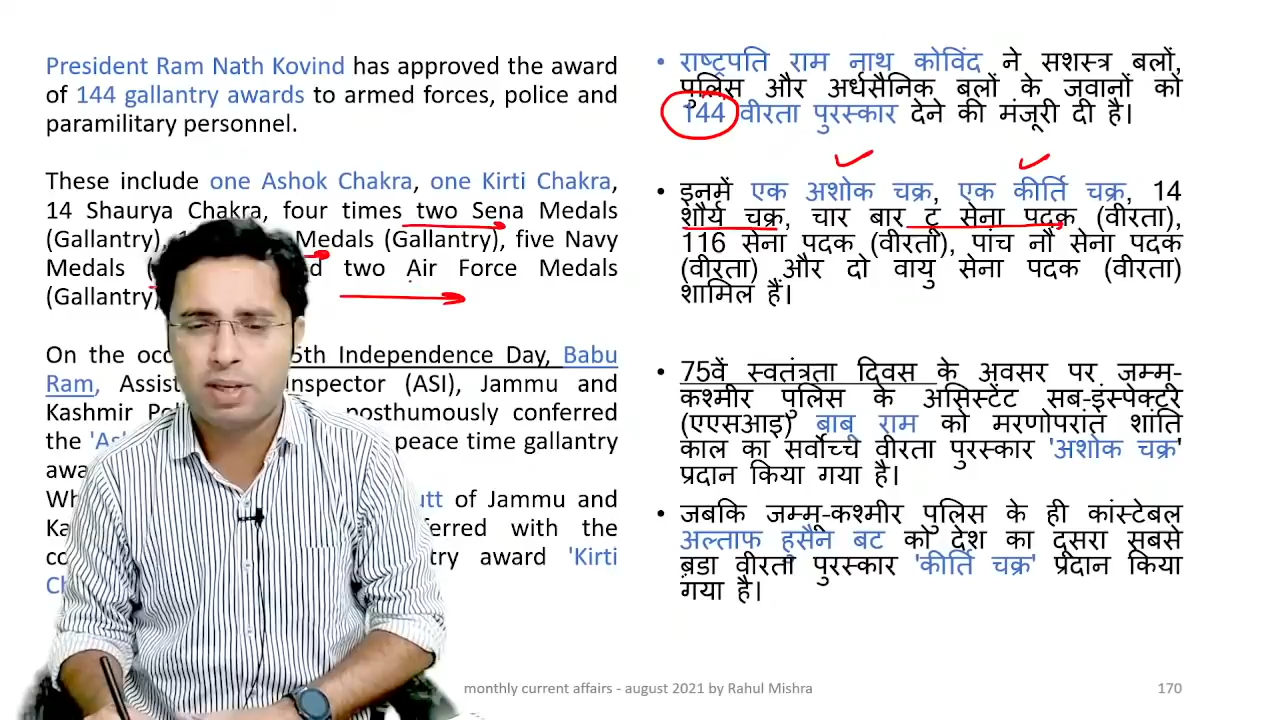 President Ram Nath Kovind has approved the award
of 144 gallantry awards to armed forces, police and
paramilitary personnel.
These include one Ashok Chakra, one Kirti Chakra,
14 Shaurya Chakra, four times two Sena Medals
(Gallantry), Medals (Gallantry), five Navy
Medals two Air Force Medals
(Gallantry)
On the 5th Independence Day, Babu
Ram, Inspector (ASI), Jammu and
Kashmir posthumously conferred
the peace time gallantry
of Jammu and
with the
award 'Kirti
• राष्ट्रपति राम नाथ कोविंद ने सशस्त्र बलों,
पुलिस और अर्धसैनिक बलों के जवानों को
144 वीरता पुरस्कार देने की मंजूरी दी है।
• इनमें एक अशोक चक्र, एक कीर्ति चक्र, 14
शौर्य चक्र, चार बार टू सेना पदक (वीरता),
116 सेना पदक (वीरता), पांच नौ सेना पदक
(वीरता) और दो वायु सेना पदक (वीरता)
शामिल हैं।
• 75वें स्वतंत्रता दिवस के अवसर पर जम्मू-
कश्मीर पुलिस के असिस्टेंट सब-इंस्पेक्टर
(एएसआइ) बाबू राम को मरणोपरांत शांति
काल का सर्वोच्च वीरता पुरस्कार 'अशोक चक्र'
प्रदान किया गया है।
• जबकि जम्मू-कश्मीर पुलिस के ही कांस्टेबल
अल्ताफ हुसैन बट को देश का दूसरा सबसे
बड़ा वीरता पुरस्कार 'कीर्ति चक्र' प्रदान किया
गया है।
monthly current affairs - august 2021 by Rahul Mishra
170